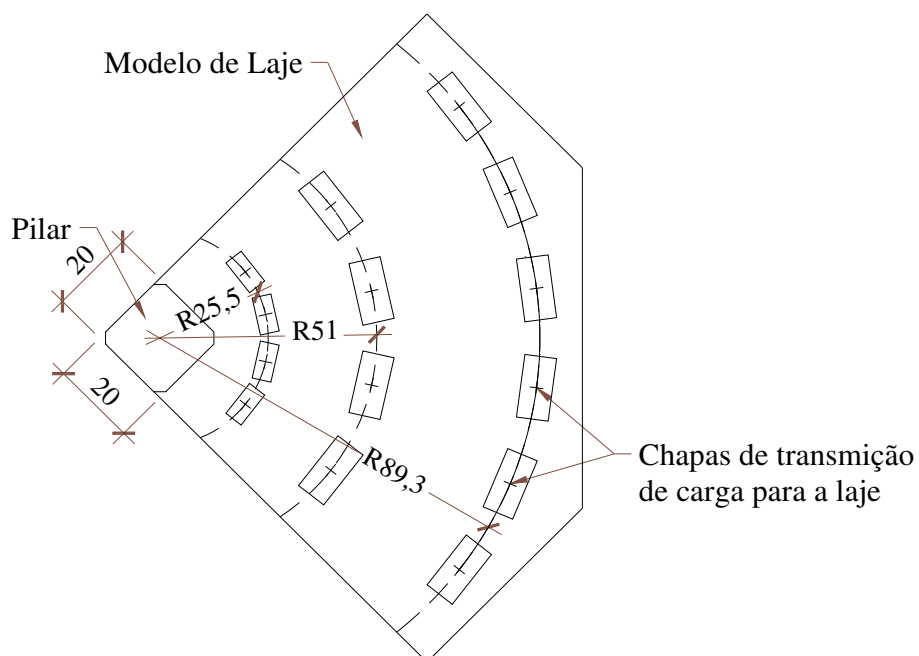 Modelo de Laje
Pilar
20
R25,5
R51
20
R89,3
Chapas de transmição
de carga para a laje